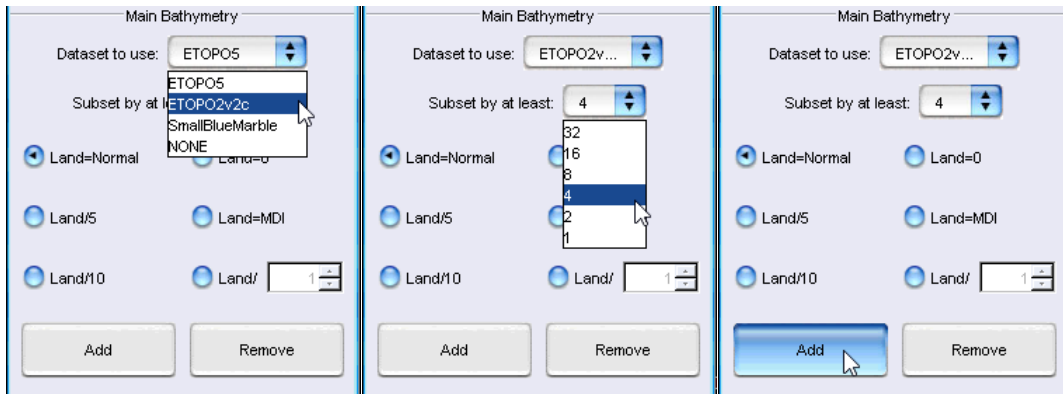 Main Bathymetry
Dataset to use: ETOPO5
ETOPO5
Subset by at l ETOPO2v2c
SmallBlueMarble
NONE
Land=Normal Land=0
Land/5 Land=MDI
Land/10 Land/ 1
Add Remove
Main Bathymetry
Dataset to use: ETOPO2v...
Subset by at least: 4
32
16
8
4
2
1
Land=Normal
Land/5
Land/10 Land/ 1
Add Remove
Main Bathymetry
Dataset to use: ETOPO2v...
Subset by at least: 4
Land=Normal Land=0
Land/5 Land=MDI
Land/10 Land/ 1
Add Remove